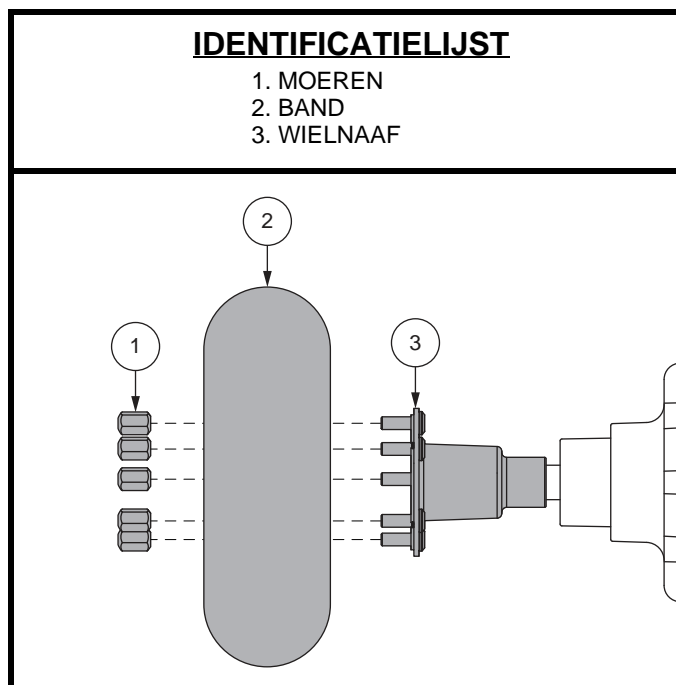 IDENTIFICATIELIJST
1. MOEREN
2. BAND
3. WIELNAAF
2
1
3